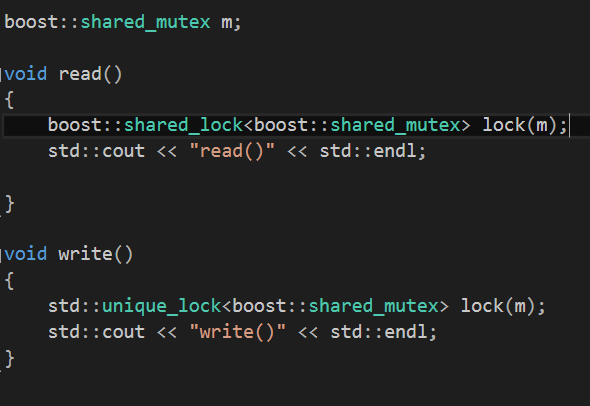 boost::shared_mutex m;
void read()
{
boost::shared_lock<boost::shared_mutex> lock(m);
std::cout << "read()" << std::endl;
}
void write()
{
std::unique_lock<boost::shared_mutex> lock(m);
std::cout << "write()" << std::endl;
}